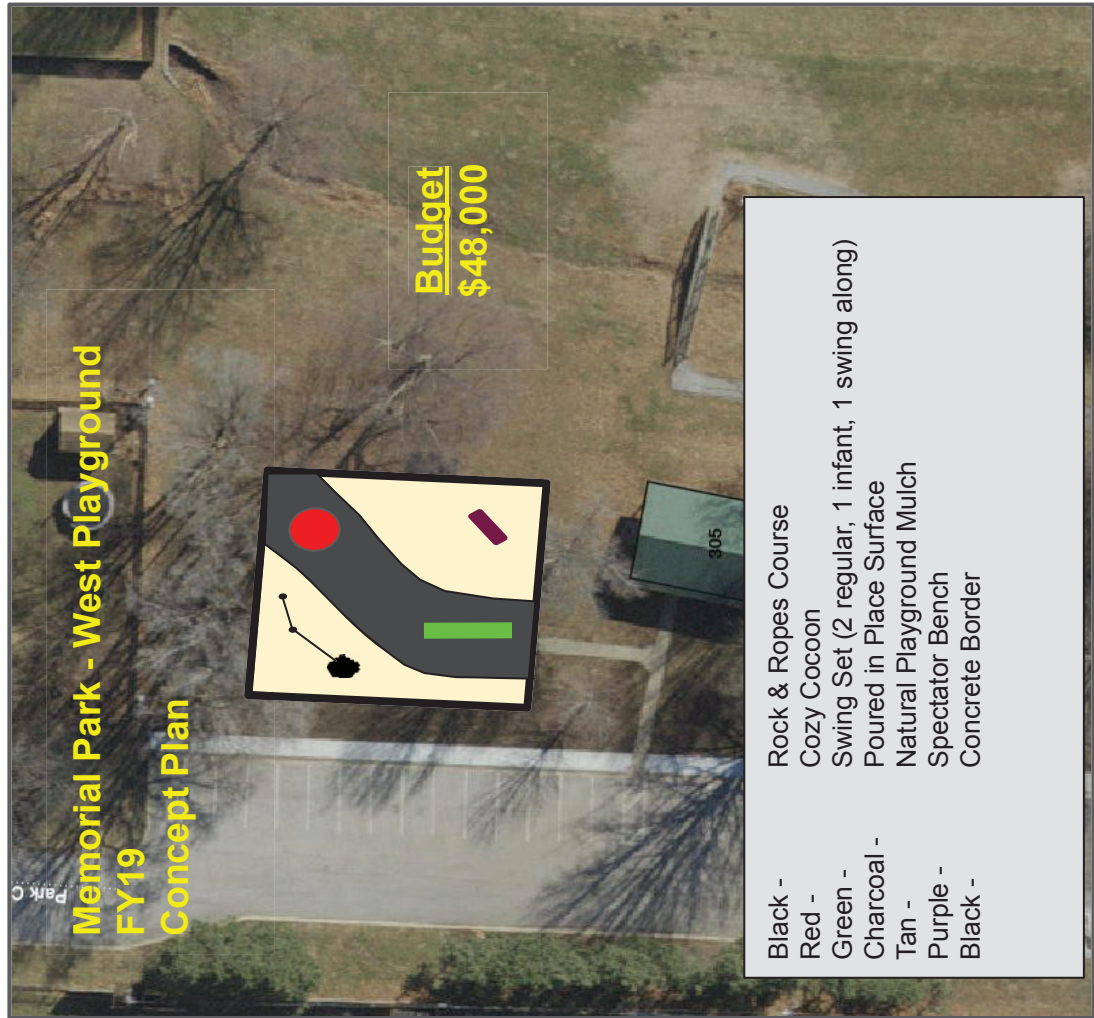 Memorial Park - West Playground
FY19
Concept Plan
Budget
$48,000
Park C
305
Black - Rock & Ropes Course
Red - Cozy Cocoon
Green - Swing Set (2 regular, 1 infant, 1 swing along)
Charcoal - Poured in Place Surface
Tan - Natural Playground Mulch
Purple - Spectator Bench
Black - Concrete Border